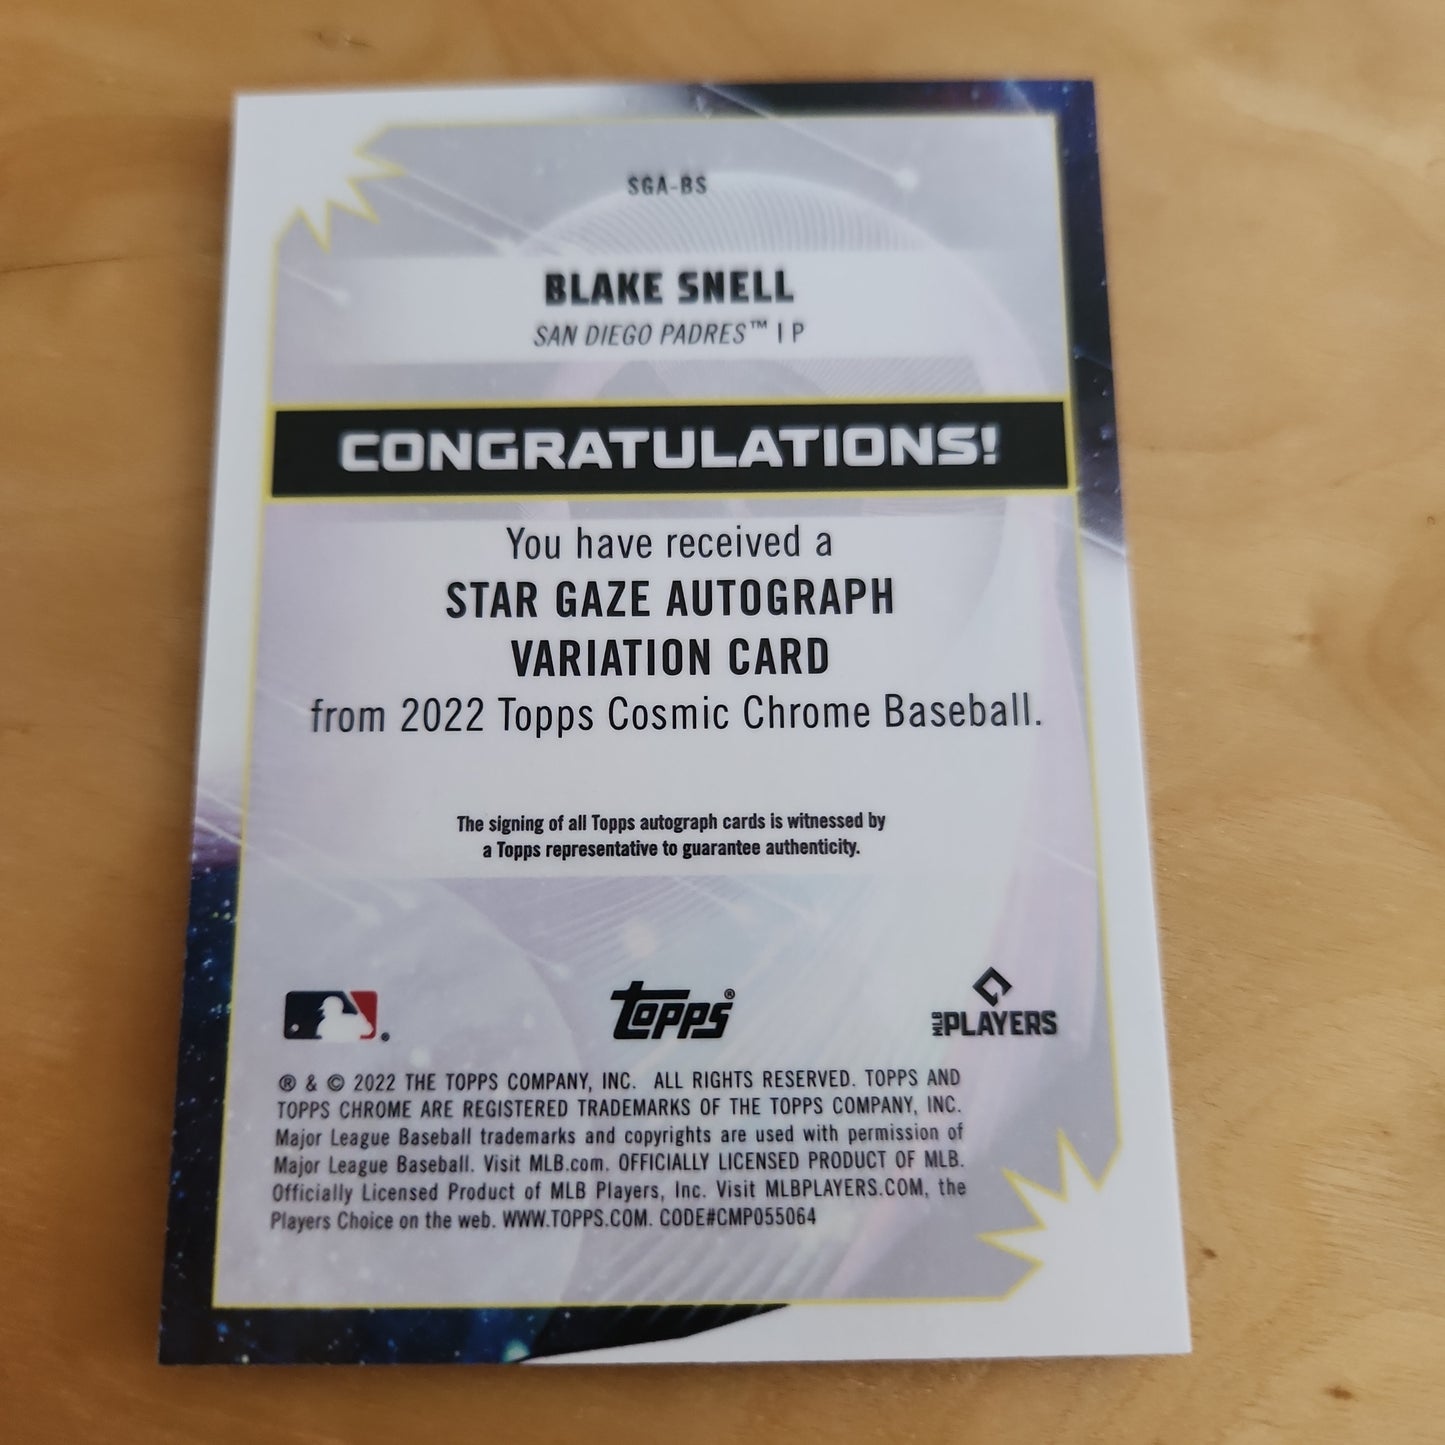 SGA-BS
BLAKE SNELL
SAN DIEGO PADRES™ | P
CONGRATULATIONS!
You have received a
STAR GAZE AUTOGRAPH
VARIATION CARD
from 2022 Topps Cosmic Chrome Baseball.
The signing of all Topps autograph cards is witnessed by
a Topps representative to guarantee authenticity.
Topps®
MLB PLAYERS
® & © 2022 THE TOPPS COMPANY, INC. ALL RIGHTS RESERVED. TOPPS AND
TOPPS CHROME ARE REGISTERED TRADEMARKS OF THE TOPPS COMPANY, INC.
Major League Baseball trademarks and copyrights are used with permission of
Major League Baseball. Visit MLB.com. OFFICIALLY LICENSED PRODUCT OF MLB.
Officially Licensed Product of MLB Players, Inc. Visit MLBPLAYERS.COM, the
Players Choice on the web. WWW.TOPPS.COM. CODE#CMP055064